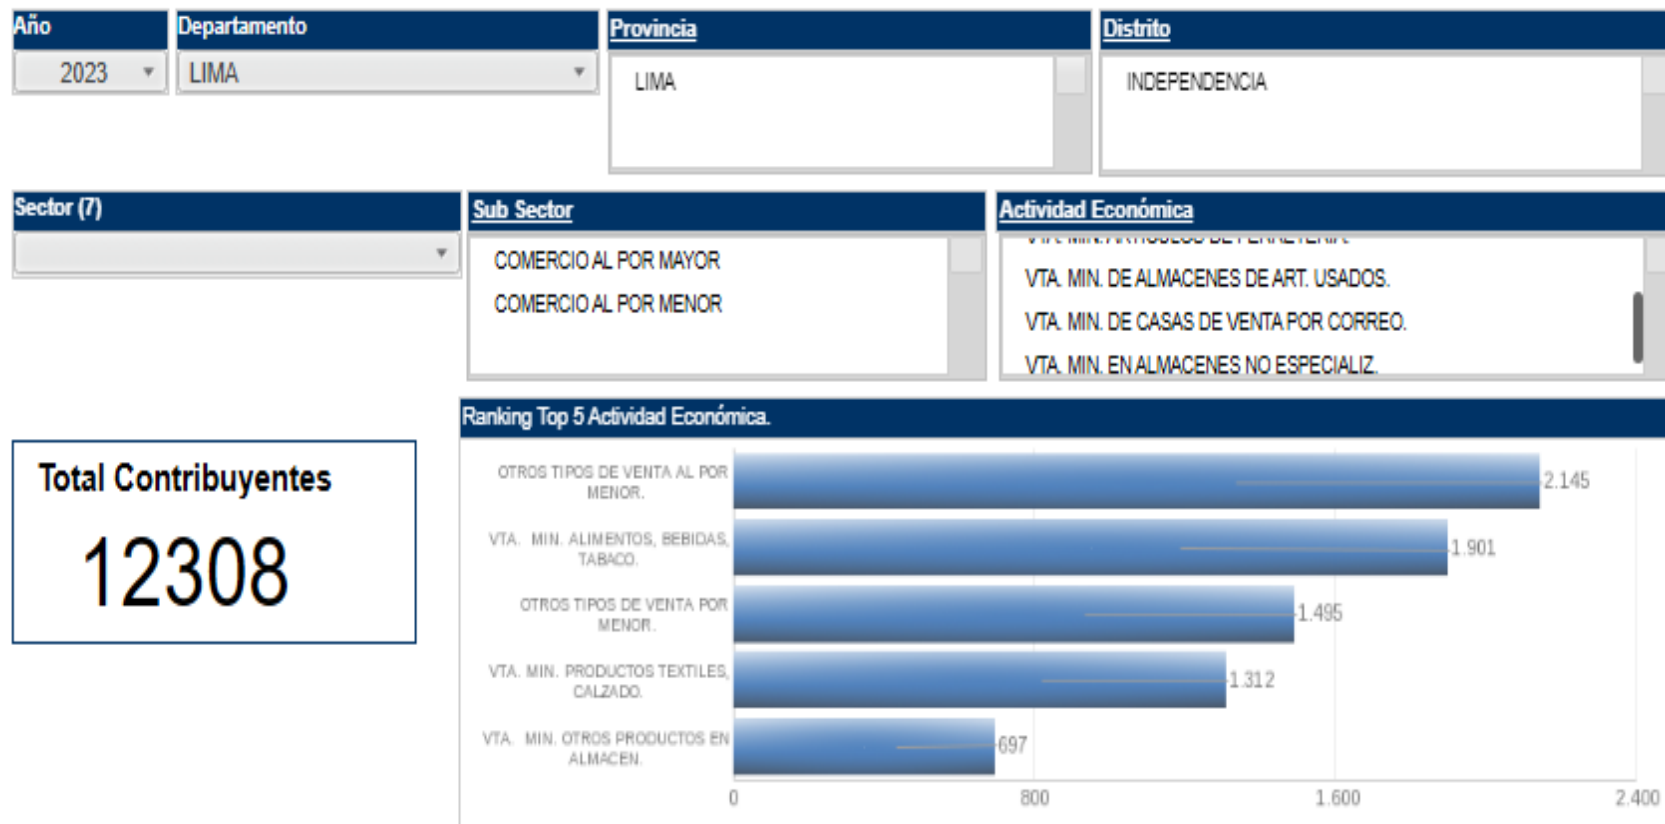 Año
Departamento
Provincia
Distrito
2023
LIMA
LIMA
INDEPENDENCIA
Sector (7)
Sub Sector
Actividad Económica
COMERCIO AL POR MAYOR
COMERCIO AL POR MENOR
VTA. MIN. ARTICULOS DE FERRETERIA.
VTA. MIN. DE ALMACENES DE ART. USADOS.
VTA. MIN. DE CASAS DE VENTA POR CORREO.
VTA. MIN. EN ALMACENES NO ESPECIALIZ.
Total Contribuyentes
12308
Ranking Top 5 Actividad Económica.
OTROS TIPOS DE VENTA AL POR
MENOR.
2.145
VTA. MIN. ALIMENTOS, BEBIDAS,
TABACO.
1.901
OTROS TIPOS DE VENTA POR
MENOR.
1.495
VTA. MIN. PRODUCTOS TEXTILES,
CALZADO.
1.312
VTA. MIN. OTROS PRODUCTOS EN
ALMACEN.
697
0
800
1.600
2.400